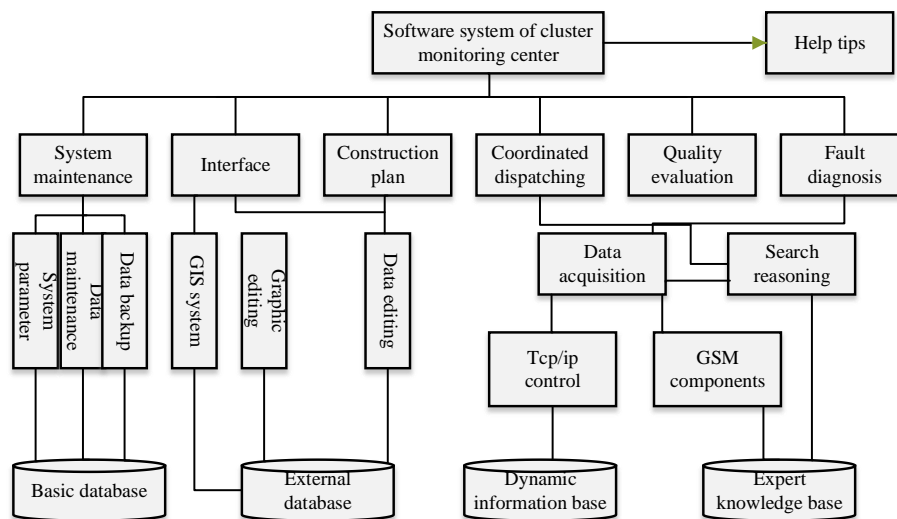 Software system of cluster
monitoring center
Help tips
System
maintenance
Interface
Construction
plan
Coordinated
dispatching
Quality
evaluation
Fault
diagnosis
System
parameter
Data
maintenance
Data backup
GIS system
Graphic
editing
Data editing
Data
acquisition
Search
reasoning
Tcp/ip
control
GSM
components
Basic database
External
database
Dynamic
information base
Expert
knowledge base